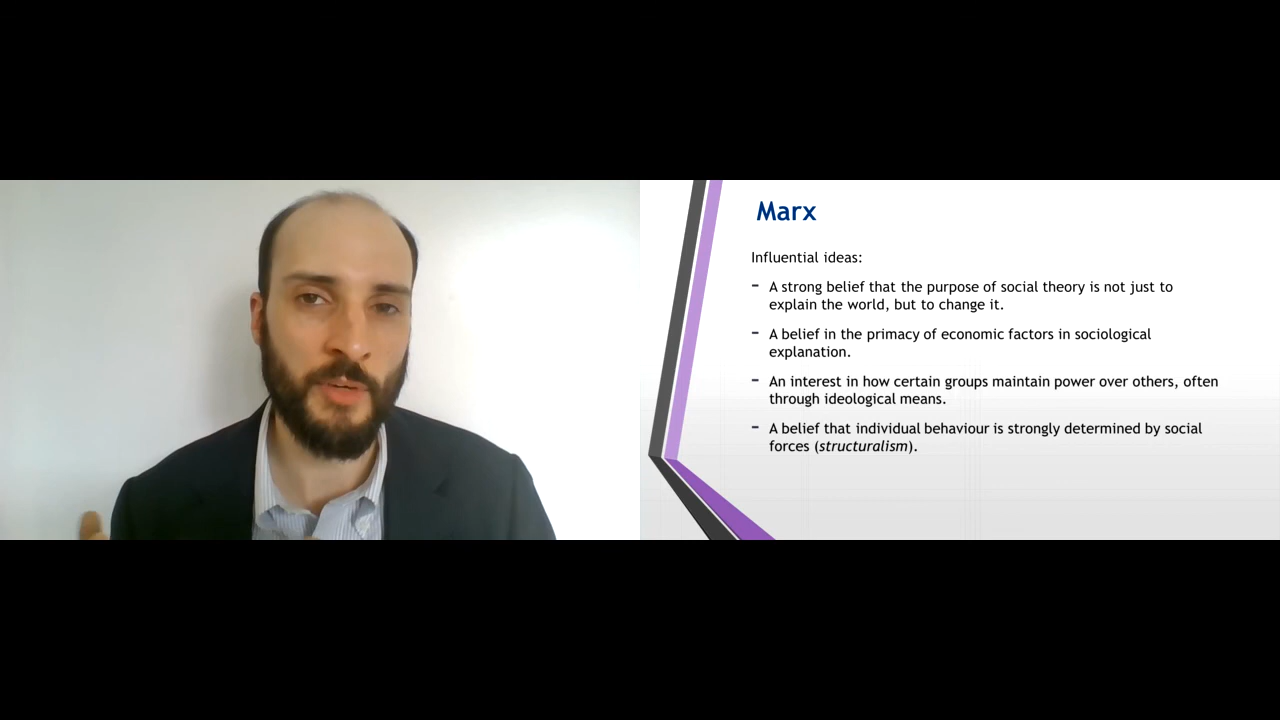 Marx
Influential ideas:
- A strong belief that the purpose of social theory is not just to
explain the world, but to change it.
- A belief in the primacy of economic factors in sociological
explanation.
- An interest in how certain groups maintain power over others, often
through ideological means.
- A belief that individual behaviour is strongly determined by social
forces (structuralism).